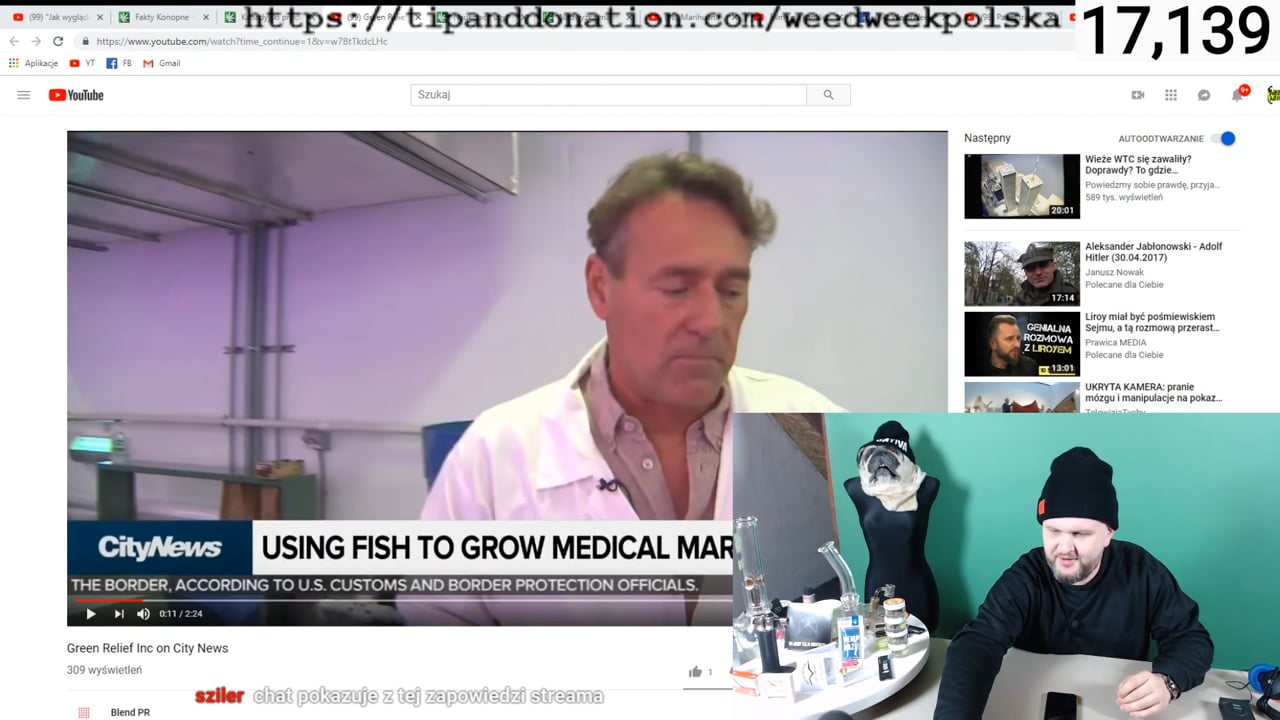 (99) "Jak wygląd
Fakty Konopne -
https://tipanddonation.com/weedweekpolska
17,139
https://www.youtube.com/watch?time_continue=1&v=w7BtTkdcLHc
Aplikacje YT FB Gmail
YouTube
Szukaj
9+
Następny
AUTOODTWARZANIE
Wieże WTC się zawaliły?
Doprawdy? To gdzie...
Powiedzmy sobie prawdę, przyja...
589 tys. wyświetleń
20:01
Aleksander Jabłonowski - Adolf
Hitler (30.04.2017)
Janusz Nowak
Polecane dla Ciebie
17:14
Liroy miał być pośmiewiskiem
Sejmu, a tą rozmową przerast...
Prawica MEDIA
Polecane dla Ciebie
GENIALNA
ROZMOWA
Z LIROYEM
13:01
UKRYTA KAMERA: pranie
mózgu i manipulacje na pokaz...
CityNews
USING FISH TO GROW MEDICAL MAR
THE BORDER, ACCORDING TO U.S. CUSTOMS AND BORDER PROTECTION OFFICIALS.
0:11 / 2:24
SATIVA
HEMP
Green Relief Inc on City News
309 wyświetleń
1
sziler chat pokazuje z tej zapowiedzi streama
Blend PR